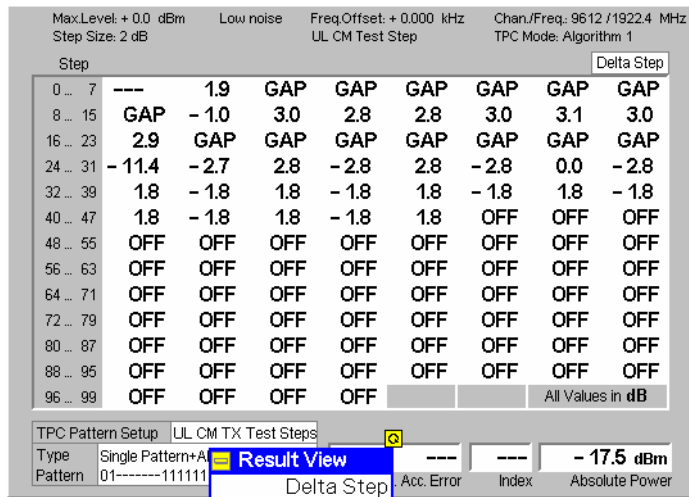 Max.Level: + 0.0 dBm Low noise Freq.Offset: + 0.000 kHz Chan./Freq.: 9612 / 1922.4 MHz
Step Size: 2 dB UL CM Test Step TPC Mode: Algorithm 1
Step Delta Step
0 ... 7 --- 1.9 GAP GAP GAP GAP GAP GAP
8 ... 15 GAP – 1.0 3.0 2.8 2.8 3.0 3.1 3.0
16 ... 23 2.9 GAP GAP GAP GAP GAP GAP GAP
24 ... 31 – 11.4 – 2.7 2.8 – 2.8 2.8 – 2.8 0.0 – 2.8
32 ... 39 1.8 – 1.8 1.8 – 1.8 1.8 – 1.8 1.8 – 1.8
40 ... 47 1.8 – 1.8 1.8 – 1.8 1.8 OFF OFF OFF
48 ... 55 OFF OFF OFF OFF OFF OFF OFF OFF
56 ... 63 OFF OFF OFF OFF OFF OFF OFF OFF
64 ... 71 OFF OFF OFF OFF OFF OFF OFF OFF
72 ... 79 OFF OFF OFF OFF OFF OFF OFF OFF
80 ... 87 OFF OFF OFF OFF OFF OFF OFF OFF
88 ... 95 OFF OFF OFF OFF OFF OFF OFF OFF
96 ... 99 OFF OFF OFF OFF All Values in dB
TPC Pattern Setup UL CM TX Test Steps
Q
Type Single Pattern+Al Result View --- --- – 17.5 dBm
Pattern 01-------111111 Delta Step . Acc. Error Index Absolute Power